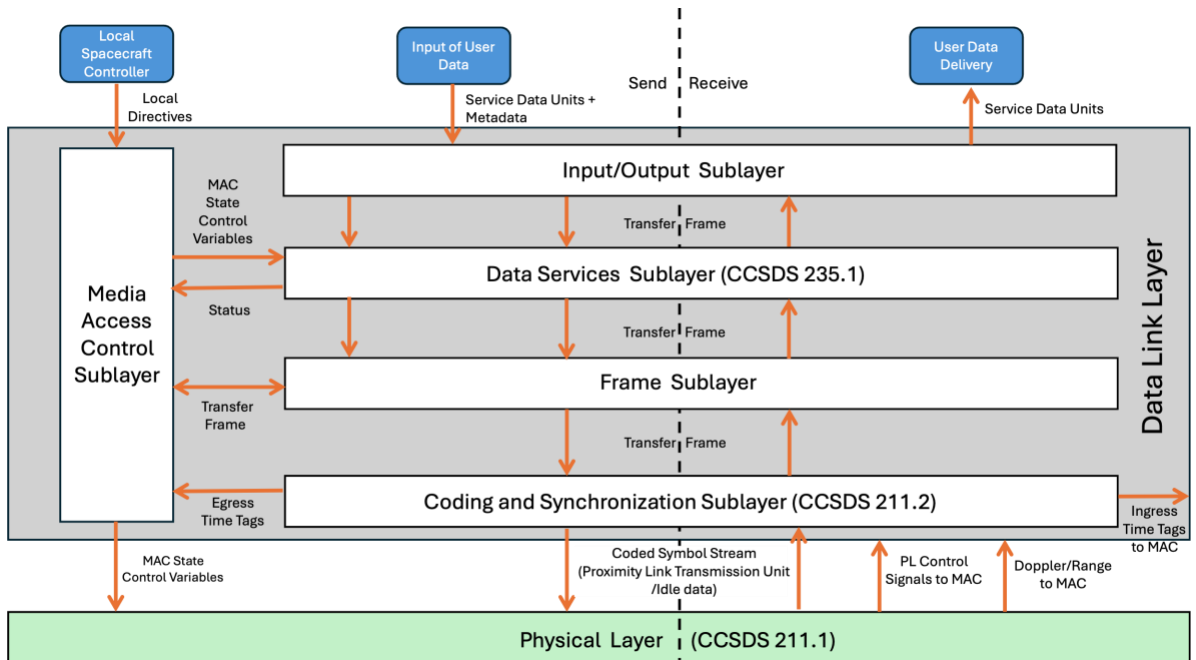 Local
Spacecraft
Controller
Input of User
Data
User Data
Delivery
Send
Receive
Local
Directives
Service Data Units +
Metadata
Service Data Units
Input/Output Sublayer
MAC
State
Control
Variables
Transfer Frame
Data Services Sublayer (CCSDS 235.1)
Media
Access
Control
Sublayer
Status
Transfer Frame
Data Link Layer
Frame Sublayer
Transfer
Frame
Transfer Frame
Coding and Synchronization Sublayer (CCSDS 211.2)
Egress
Time Tags
Ingress
Time Tags
to MAC
MAC State
Control Variables
Coded Symbol Stream
(Proximity Link Transmission Unit
/Idle data)
PL Control
Signals to MAC
Doppler/Range
to MAC
Physical Layer (CCSDS 211.1)